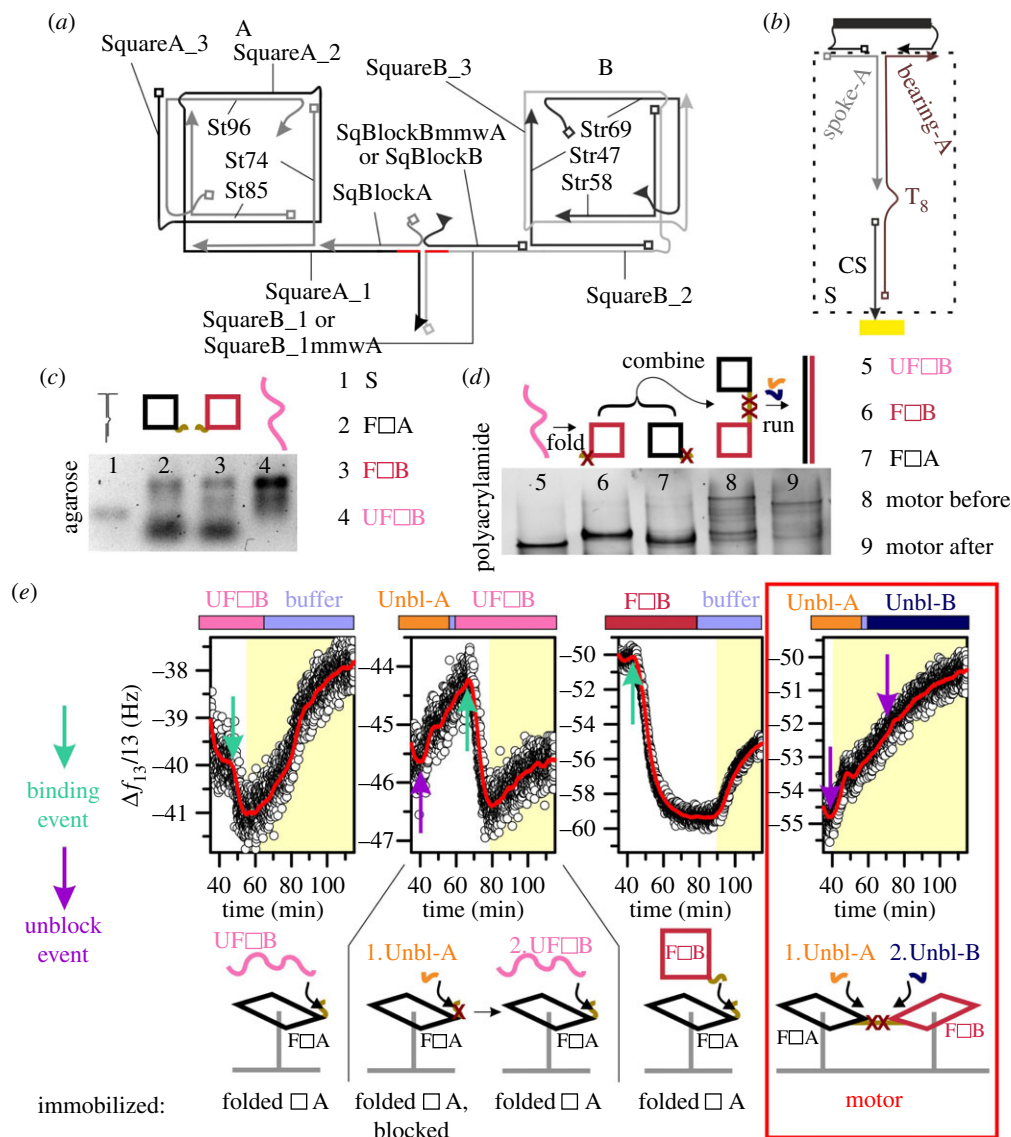 (a)
SquareA_3
A
SquareA_2
St96
St74
St85
SquareB_3
B
SqBlockBmmwA
or SqBlockB
SqBlockA
Str69
Str47
Str58
SquareA_1
SquareB_1 or
SquareB_1mmwA
SquareB_2
(b)
spoke-A
bearing-A
T8
CS
S
(c)
agarose
1 2 3 4
1 S
2 F□A
3 F□B
4 UF□B
(d)
combine
fold
run
polyacrylamide
5 6 7 8 9
5 UF□B
6 F□B
7 F□A
8 motor before
9 motor after
(e)
binding
event
unblock
event
UF□B buffer
Δf13/13 (Hz)
–38
–39
–40
–41
40 60 80 100
time (min)
Unbl-A UF□B
–44
–45
–46
–47
40 60 80 100
time (min)
F□B buffer
–50
–52
–54
–56
–58
–60
40 60 80 100
time (min)
Unbl-A Unbl-B
–50
–51
–52
–53
–54
–55
40 60 80 100
time (min)
UF□B
F□A
1.Unbl-A 2.UF□B
F□A F□A
F□B
F□A
1.Unbl-A 2.Unbl-B
F□A F□B
immobilized: folded □ A folded □ A, folded □ A folded □ A motor
blocked